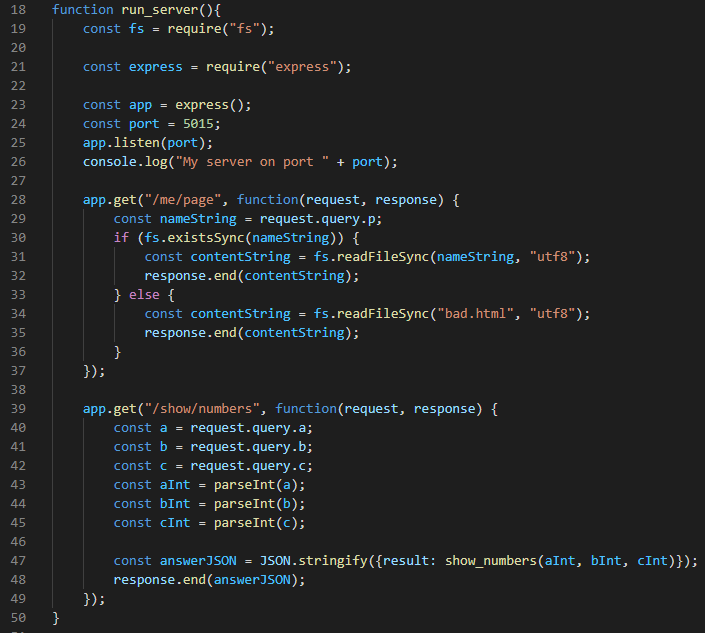 18 function run_server(){
19     const fs = require("fs");
20
21     const express = require("express");
22
23     const app = express();
24     const port = 5015;
25     app.listen(port);
26     console.log("My server on port " + port);
27
28     app.get("/me/page", function(request, response) {
29         const nameString = request.query.p;
30         if (fs.existsSync(nameString)) {
31             const contentString = fs.readFileSync(nameString, "utf8");
32             response.end(contentString);
33         } else {
34             const contentString = fs.readFileSync("bad.html", "utf8");
35             response.end(contentString);
36         }
37     });
38
39     app.get("/show/numbers", function(request, response) {
40         const a = request.query.a;
41         const b = request.query.b;
42         const c = request.query.c;
43         const aInt = parseInt(a);
44         const bInt = parseInt(b);
45         const cInt = parseInt(c);
46
47         const answerJSON = JSON.stringify({result: show_numbers(aInt, bInt, cInt)});
48         response.end(answerJSON);
49     });
50 }